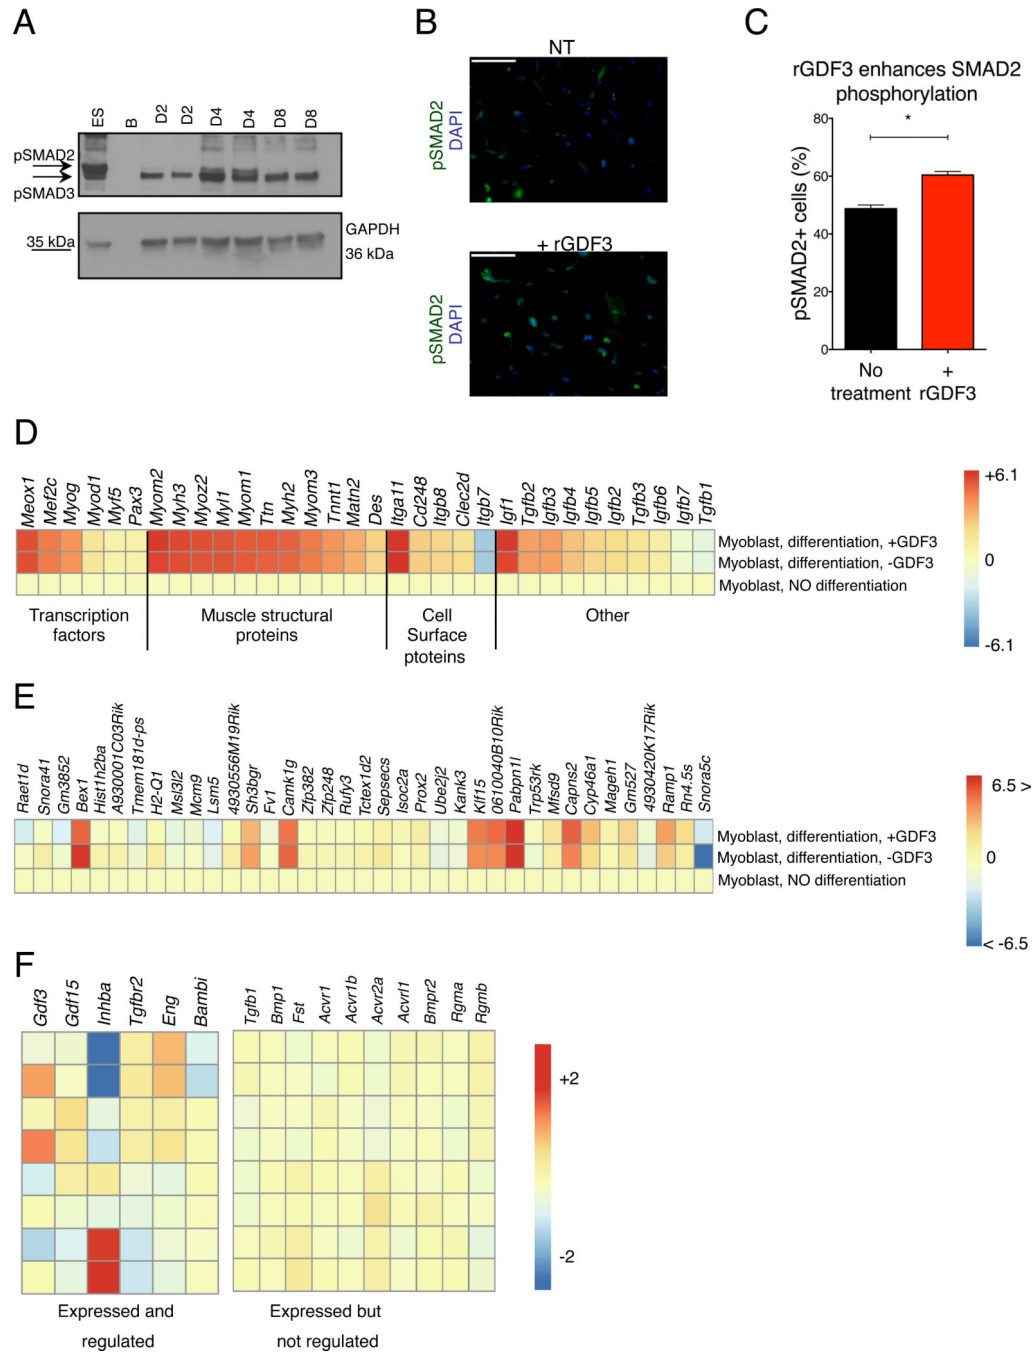 A
ES
B
D2
D2
D4
D4
D8
D8
pSMAD2
pSMAD3
35 kDa
GAPDH
36 kDa
B
NT
pSMAD2
DAPI
+ rGDF3
pSMAD2
DAPI
C
rGDF3 enhances SMAD2
phosphorylation
*
pSMAD2+ cells (%)
80
60
40
20
0
No
treatment
+
rGDF3
D
Meox1
Mef2c
Myog
Myod1
Myf5
Pax3
Myom2
Myh3
Myoz2
Myl1
Myom1
Ttn
Myh2
Myom3
Tnnt1
Matn2
Des
Itga11
Cd248
Itgb8
Clec2d
Itgb7
Igf1
Tgfb2
Igfb3
Igfb4
Igfb5
Igfb2
Tgfb3
Igfb6
Igfb7
Tgfb1
Myoblast, differentiation, +GDF3
Myoblast, differentiation, -GDF3
Myoblast, NO differentiation
Transcription
factors
Muscle structural
proteins
Cell
Surface
ptoteins
Other
+6.1
0
-6.1
E
Raet1d
Snora41
Gm3852
Bex1
Hist1h2ba
A930001C03Rik
Tmem181d-ps
H2-Q1
Msl3l2
Mcm9
Lsm5
4930556M19Rik
Sh3bgr
Fv1
Camk1g
Zfp382
Zfp248
Rufy3
Tctex1d2
Sepsecs
Isoc2a
Prox2
Ube2j2
Kank3
Klf15
0610040B10Rik
Pabpn1l
Trp53rk
Mfsd9
Capns2
Cyp46a1
Mageh1
Gm527
4930420K17Rik
Ramp1
Rn4.5s
Snora5c
Myoblast, differentiation, +GDF3
Myoblast, differentiation, -GDF3
Myoblast, NO differentiation
6.5 >
0
< -6.5
F
Gdf3
Gdf15
Inhba
Tgfbr2
Eng
Bambi
Tgfb1
Bmp1
Fst
Acvr1
Acvr1b
Acvr2a
Acvrl1
Bmpr2
Rgma
Rgmb
+2
-2
Expressed and
regulated
Expressed but
not regulated